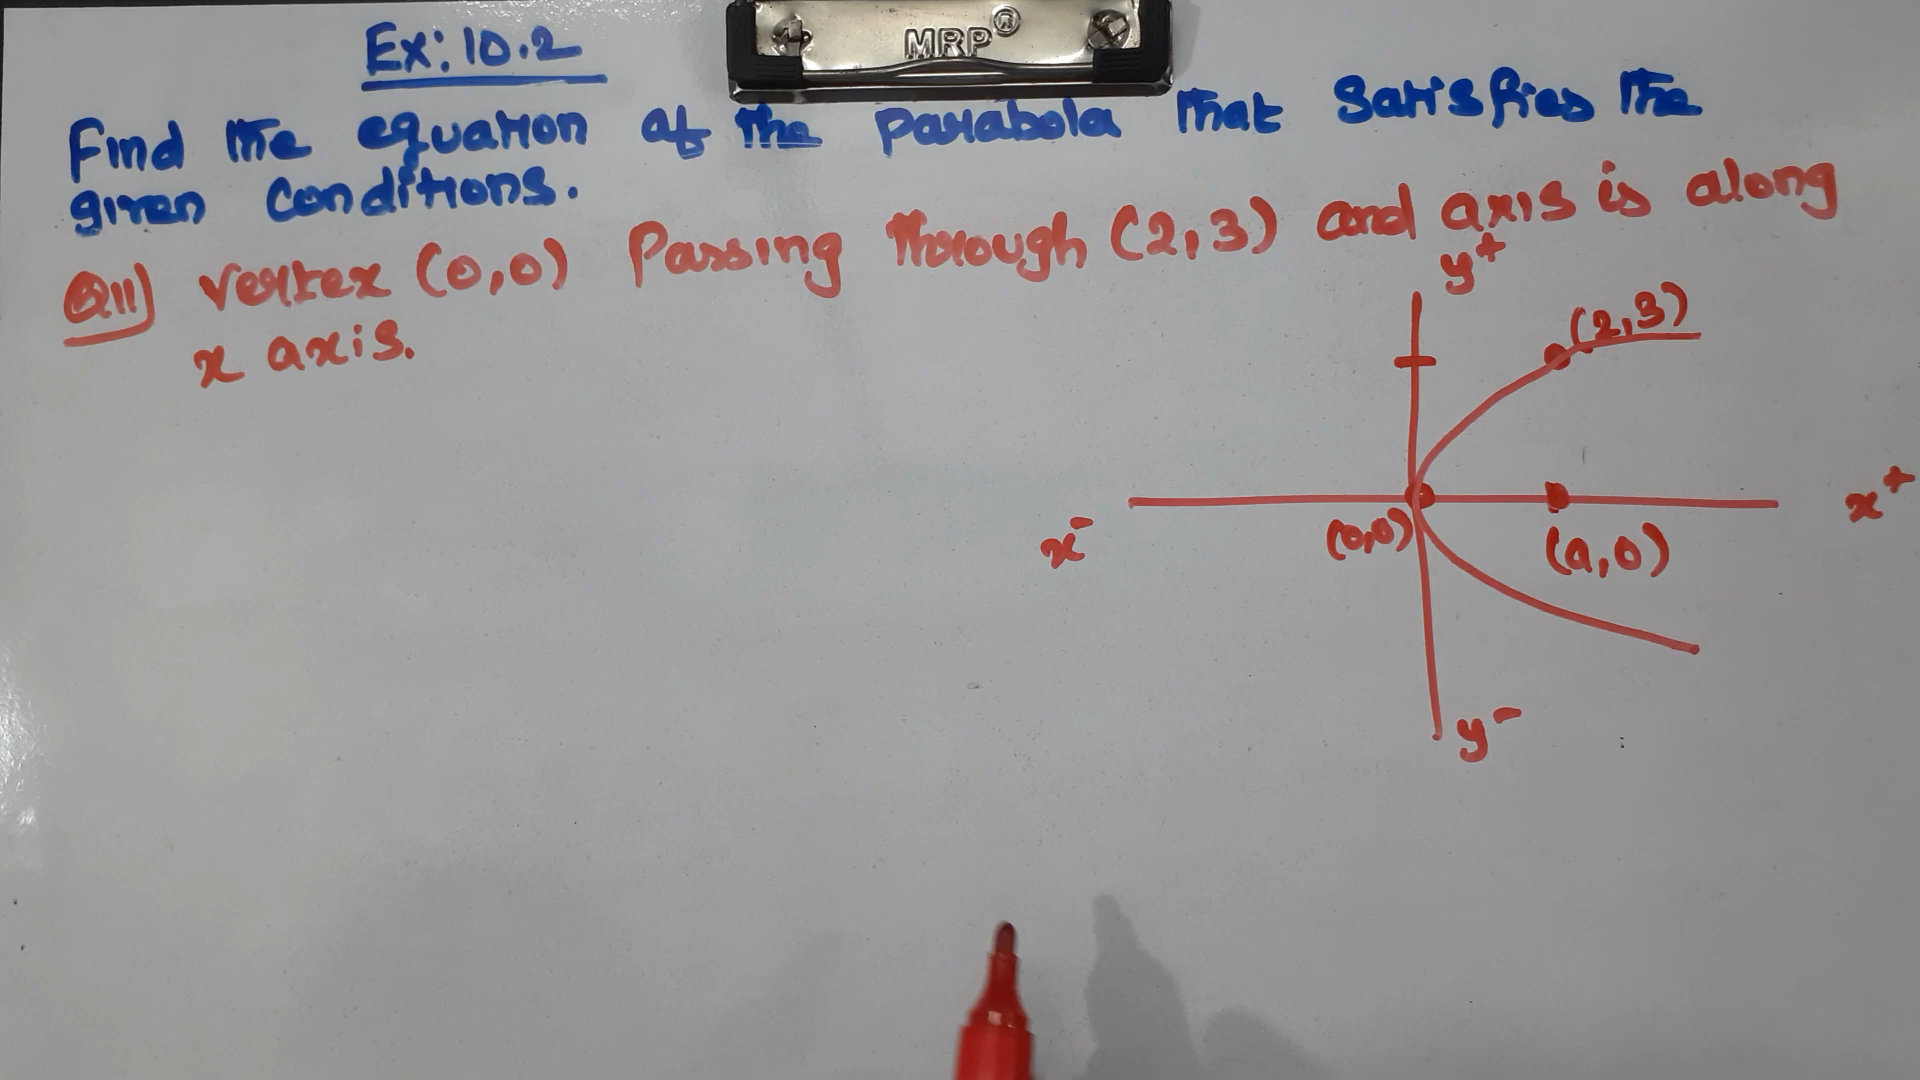 Ex: 10.2
MRP®
Find the equation of the parabola that satisfies the
given conditions.
Q11) vertex (0,0) Passing through (2,3) and axis is along
x axis.
y+
(2,3)
x+
x-
(0,0)
(a,0)
y-